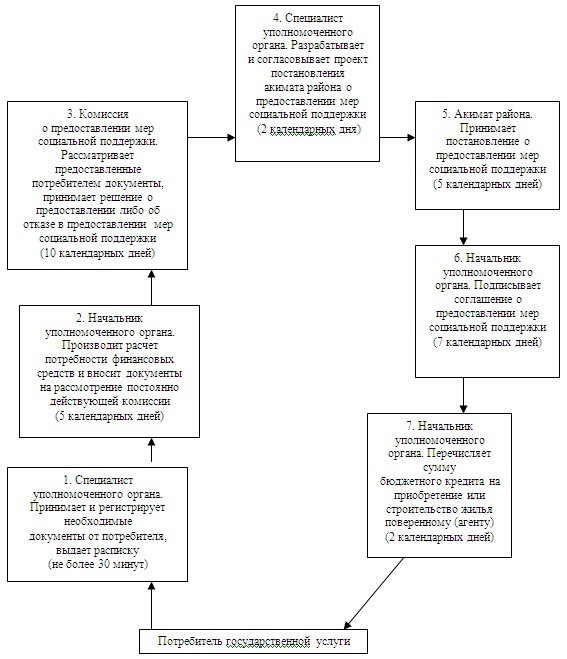 1. Специалист
уполномоченного органа.
Принимает и регистрирует
необходимые
документы от потребителя,
выдает расписку
(не более 30 минут)
2. Начальник
уполномоченного органа.
Производит расчет
потребности финансовых
средств и вносит документы
на рассмотрение постоянно
действующей комиссии
(5 календарных дней)
3. Комиссия
о предоставлении мер
социальной поддержки.
Рассматривает
предоставленные
потребителем документы,
принимает решение о
предоставлении либо об
отказе в предоставлении мер
социальной поддержки
(10 календарных дней)
4. Специалист
уполномоченного
органа. Разрабатывает
и согласовывает проект
постановления
акимата района о
предоставлении мер
социальной поддержки
(2 календарных дня)
5. Акимат района.
Принимает
постановление о
предоставлении мер
социальной поддержки
(5 календарных дней)
6. Начальник
уполномоченного
органа. Подписывает
соглашение о
предоставлении мер
социальной поддержки
(7 календарных дней)
7. Начальник
уполномоченного
органа. Перечисляет
сумму
бюджетного кредита на
приобретение или
строительство жилья
поверенному (агенту)
(2 календарных дней)
Потребитель государственной услуги